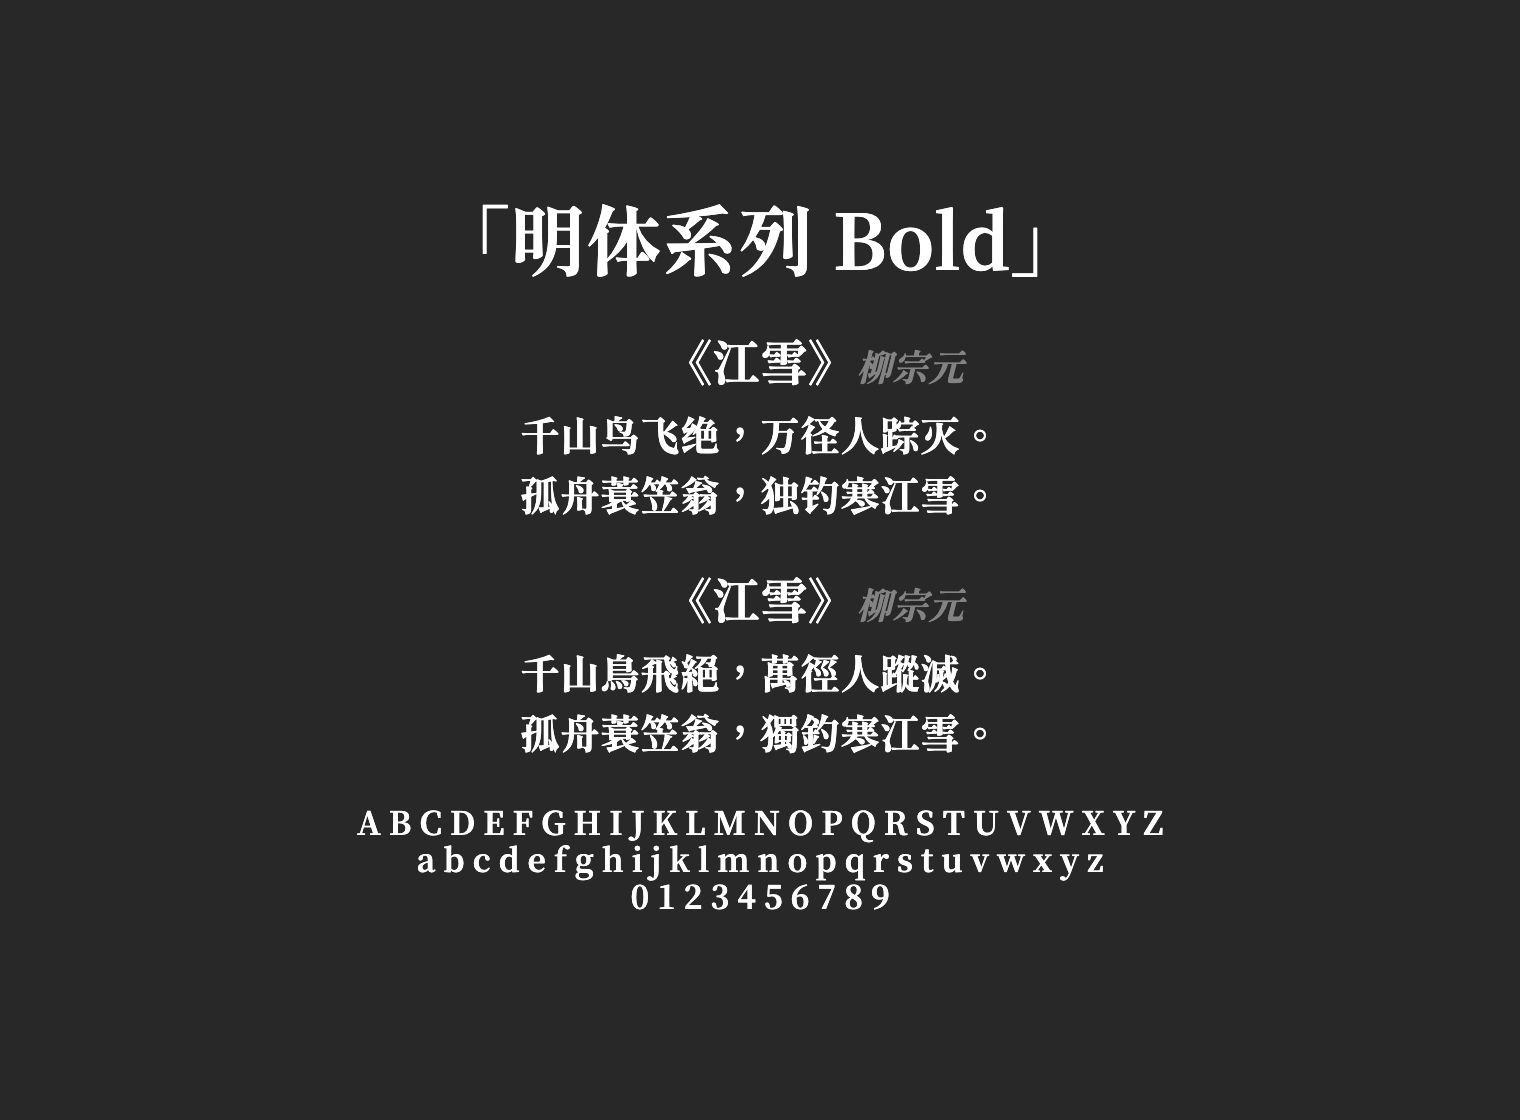 「明体系列 Bold」
《江雪》 柳宗元
千山鸟飞绝，万径人踪灭。
孤舟蓑笠翁，独钓寒江雪。
《江雪》 柳宗元
千山鳥飛絕，萬徑人蹤滅。
孤舟蓑笠翁，獨釣寒江雪。
A B C D E F G H I J K L M N O P Q R S T U V W X Y Z
a b c d e f g h i j k l m n o p q r s t u v w x y z
0 1 2 3 4 5 6 7 8 9